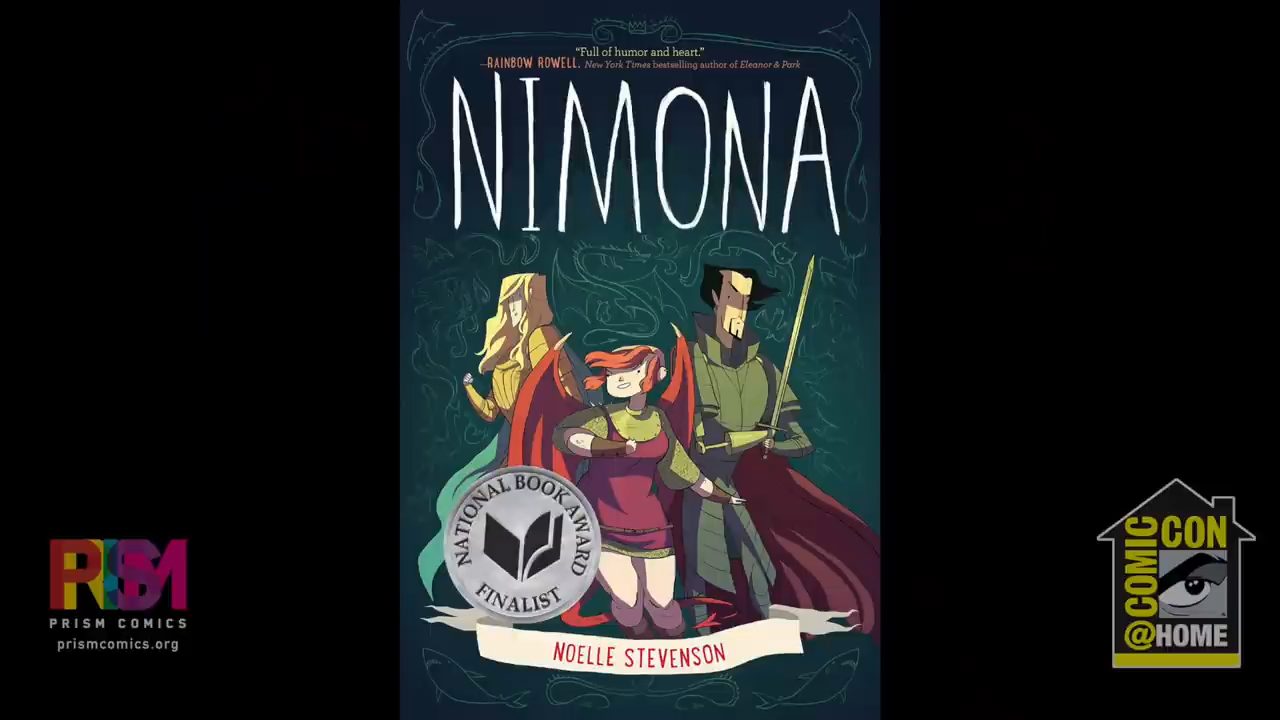 “Full of humor and heart.”
—RAINBOW ROWELL, New York Times bestselling author of Eleanor & Park
NIMONA
NATIONAL BOOK AWARD
FINALIST
NOELLE STEVENSON
PRISM
PRISM COMICS
prismcomics.org
COMIC
CON
@HOME